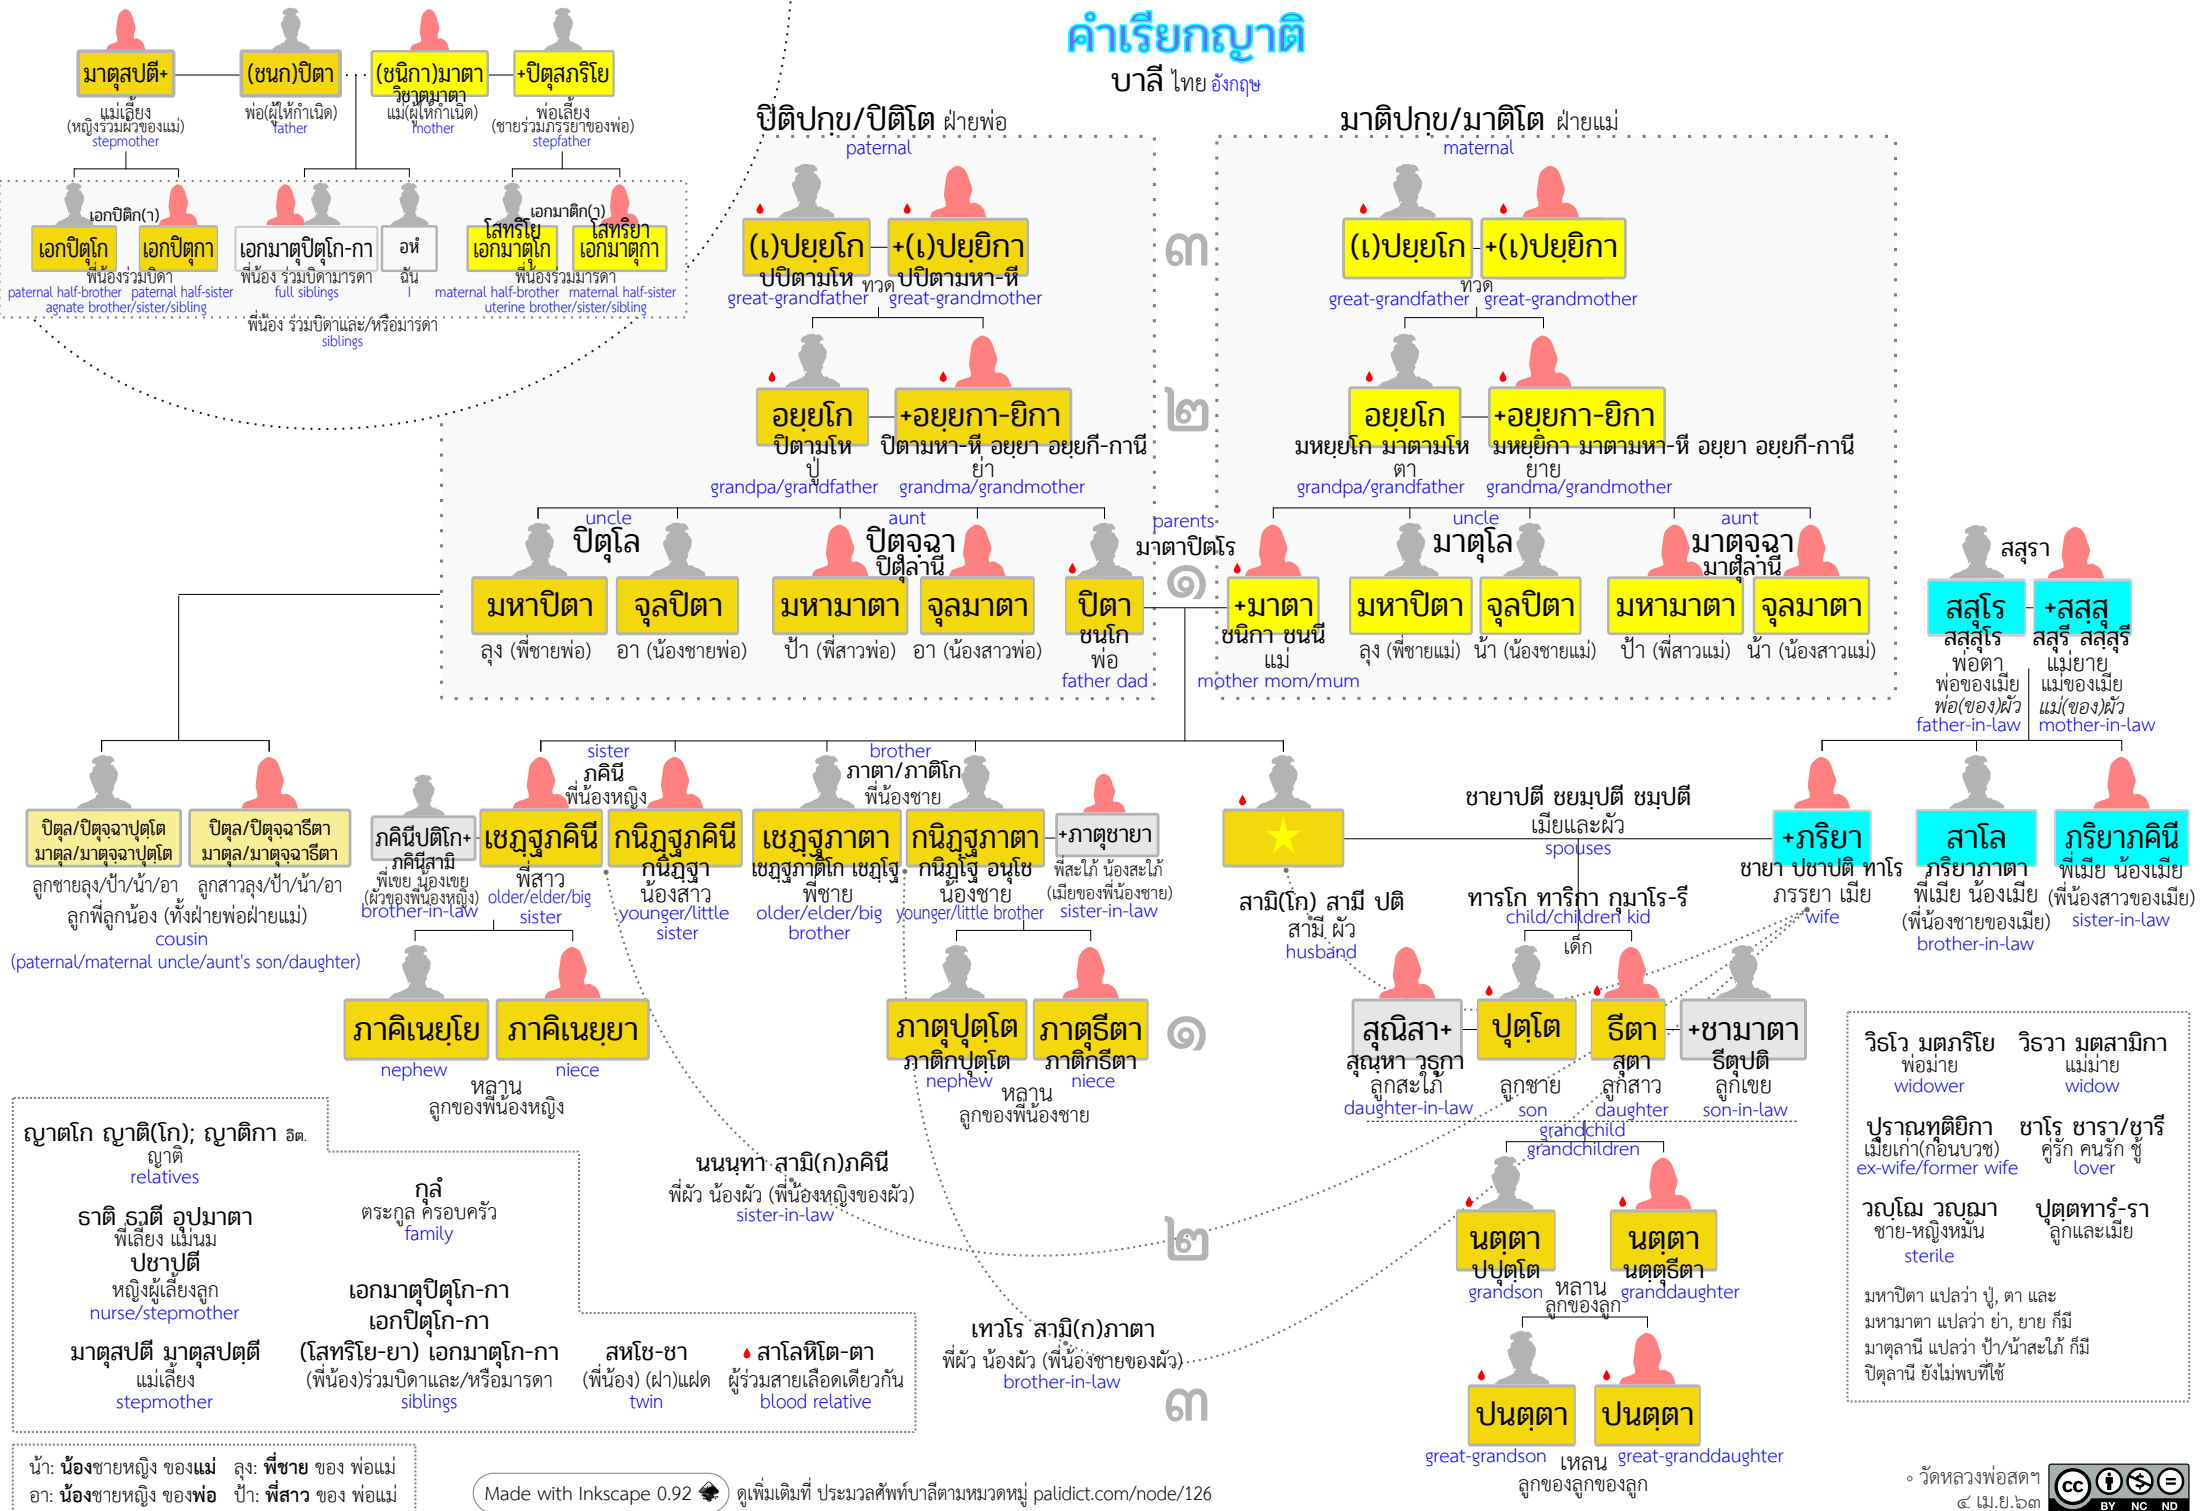 คำเรียกญาติ
บาลี ไทย อังกฤษ
มาตุสปตี+
แม่เลี้ยง
(หญิงร่วมผัวของแม่)
stepmother
(ชนก)ปิตา
พ่อ(ผู้ให้กำเนิด)
father
(ชนิกา)มาตา
วิชาตมาตา
แม่(ผู้ให้กำเนิด)
mother
+ปิตุสภริโย
พ่อเลี้ยง
(ชายร่วมภรรยาของพ่อ)
stepfather
เอกปิติก(า)
เอกปิตุโก
เอกปิตุกา
พี่น้องร่วมบิดา
paternal half-brother
paternal half-sister
agnate brother/sister/sibling
เอกมาตุปิตุโก-กา
พี่น้อง ร่วมบิดามารดา
full siblings
อหํ
ฉัน
I
เอกมาติก(า)
โสทริโย
เอกมาตุโก
โสทริยา
เอกมาตุกา
พี่น้องร่วมมารดา
maternal half-brother
maternal half-sister
uterine brother/sister/sibling
พี่น้อง ร่วมบิดาและ/หรือมารดา
siblings
ปิติปกฺข/ปิติโต ฝ่ายพ่อ
paternal
(เ)ปยฺยโก
ปปิตามโห
great-grandfather
+(เ)ปยฺยิกา
ปปิตามหา-หี
great-grandmother
ทวด
อยฺยโก
ปิตามโห
ปู่
grandpa/grandfather
+อยฺยกา-ยิกา
ปิตามหา-หี อยฺยา อยฺยกี-กานี
ย่า
grandma/grandmother
uncle
ปิตุโล
มหาปิตา
ลุง (พี่ชายพ่อ)
จุลปิตา
อา (น้องชายพ่อ)
aunt
ปิตุจฺฉา
ปิตุลานี
มหามาตา
ป้า (พี่สาวพ่อ)
จุลมาตา
อา (น้องสาวพ่อ)
ปิตา
ชนโก
พ่อ
father dad
parents
มาตาปิตโร
๓
๒
๑
มาติปกฺข/มาติโต ฝ่ายแม่
maternal
(เ)ปยฺยโก
great-grandfather
+(เ)ปยฺยิกา
great-grandmother
ทวด
อยฺยโก
มหยฺยโก มาตามโห
ตา
grandpa/grandfather
+อยฺยกา-ยิกา
มหยฺยิกา มาตามหา-หี อยฺยา อยฺยกี-กานี
ยาย
grandma/grandmother
+มาตา
ชนิกา ชนนี
แม่
mother mom/mum
uncle
มาตุโล
มหาปิตา
ลุง (พี่ชายแม่)
จุลปิตา
น้า (น้องชายแม่)
aunt
มาตุจฺฉา
มาตุลานี
มหามาตา
ป้า (พี่สาวแม่)
จุลมาตา
น้า (น้องสาวแม่)
สสุรา
สสุโร
สสฺสุโร
พ่อตา
พ่อของเมีย
พ่อ(ของ)ผัว
father-in-law
+สสฺสุ
สสุรี สสฺสุรี
แม่ยาย
แม่ของเมีย
แม่(ของ)ผัว
mother-in-law
ปิตุล/ปิตุจฺฉาปุตฺโต
มาตุล/มาตุจฺฉาปุตฺโต
ลูกชายลุง/ป้า/น้า/อา
ปิตุล/ปิตุจฺฉาธีตา
มาตุล/มาตุจฺฉาธีตา
ลูกสาวลุง/ป้า/น้า/อา
ลูกพี่ลูกน้อง (ทั้งฝ่ายพ่อฝ่ายแม่)
cousin
(paternal/maternal uncle/aunt's son/daughter)
ภคินีปติโก+
ภคินีสามิ
พี่เขย น้องเขย
(ผัวของพี่น้องหญิง)
brother-in-law
sister
ภคินี
พี่น้องหญิง
เชฏฺฐภคินี
พี่สาว
older/elder/big
sister
กนิฏฺฐภคินี
กนิฏฺฐา
น้องสาว
younger/little
sister
brother
ภาตา/ภาติโก
พี่น้องชาย
เชฏฺฐภาตา
เชฏฺฐภาติโก เชฏฺโฐ
พี่ชาย
older/elder/big
brother
กนิฏฺฐภาตา
กนิฏฺโฐ อนุโช
น้องชาย
younger/little brother
+ภาตุชายา
พี่สะใภ้ น้องสะใภ้
(เมียของพี่น้องชาย)
sister-in-law
สามิ(โก) สามี ปติ
สามี ผัว
husband
ชายาปตี ชยมฺปตี ชมฺปตี
เมียและผัว
spouses
ทารโก ทาริกา กุมาโร-รี
child/children kid
เด็ก
+ภริยา
ชายา ปชาปติ ทาโร
ภรรยา เมีย
wife
สาโล
ภริยาภาตา
พี่เมีย น้องเมีย
(พี่น้องชายของเมีย)
brother-in-law
ภริยาภคินี
พี่เมีย น้องเมีย
(พี่น้องสาวของเมีย)
sister-in-law
ภาคิเนยฺโย
nephew
ภาคิเนยฺยา
niece
หลาน
ลูกของพี่น้องหญิง
ภาตุปุตฺโต
ภาติกปุตฺโต
nephew
ภาตุธีตา
ภาติกธีตา
niece
หลาน
ลูกของพี่น้องชาย
๑
สุณิสา+
สุณฺหา วธุกา
ลูกสะใภ้
daughter-in-law
ปุตฺโต
ลูกชาย
son
ธีตา
สุตา
ลูกสาว
daughter
+ชามาตา
ธีตุปติ
ลูกเขย
son-in-law
grandchild
grandchildren
๒
นตฺตา
ปปุตฺโต
grandson
นตฺตา
นตฺตุธีตา
granddaughter
หลาน
ลูกของลูก
๓
ปนตฺตา
great-grandson
ปนตฺตา
great-granddaughter
เหลน
ลูกของลูกของลูก
นนนฺทา สามิ(ก)ภคินี
พี่ผัว น้องผัว (พี่น้องหญิงของผัว)
sister-in-law
เทวโร สามิ(ก)ภาตา
พี่ผัว น้องผัว (พี่น้องชายของผัว)
brother-in-law
ญาตโก ญาติ(โก); ญาติกา อิต.
ญาติ
relatives
ธาติ ธาตี อุปมาตา
พี่เลี้ยง แม่นม
ปชาปตี
หญิงผู้เลี้ยงลูก
nurse/stepmother
มาตุสปตี มาตุสปตฺตี
แม่เลี้ยง
stepmother
กุลํ
ตระกูล ครอบครัว
family
เอกมาตุปิตุโก-กา
เอกปิตุโก-กา
(โสทริโย-ยา) เอกมาตุโก-กา
(พี่น้อง)ร่วมบิดาและ/หรือมารดา
siblings
สหโช-ชา
(พี่น้อง) (ฝา)แฝด
twin
สาโลหิโต-ตา
ผู้ร่วมสายเลือดเดียวกัน
blood relative
วิธโว มตภริโย
พ่อม่าย
widower
วิธวา มตสามิกา
แม่ม่าย
widow
ปุราณทุติยิกา
เมียเก่า(ก่อนบวช)
ex-wife/former wife
ชาโร ชารา/ชารี
คู่รัก คนรัก ชู้
lover
วญฺโฌ วญฺฌา
ชาย-หญิงหมัน
sterile
ปุตฺตทารํ-รา
ลูกและเมีย
มหาปิตา แปลว่า ปู่, ตา และ
มหามาตา แปลว่า ย่า, ยาย ก็มี
มาตุลานี แปลว่า ป้า/น้าสะใภ้ ก็มี
ปิตุลานี ยังไม่พบที่ใช้
น้า: น้องชายหญิง ของแม่ ลุง: พี่ชาย ของ พ่อแม่
อา: น้องชายหญิง ของพ่อ ป้า: พี่สาว ของ พ่อแม่
Made with Inkscape 0.92
ดูเพิ่มเติมที่ ประมวลศัพท์บาลีตามหมวดหมู่ palidict.com/node/126
◦ วัดหลวงพ่อสดฯ
๔ เม.ย.๖๓
cc
BY NC ND